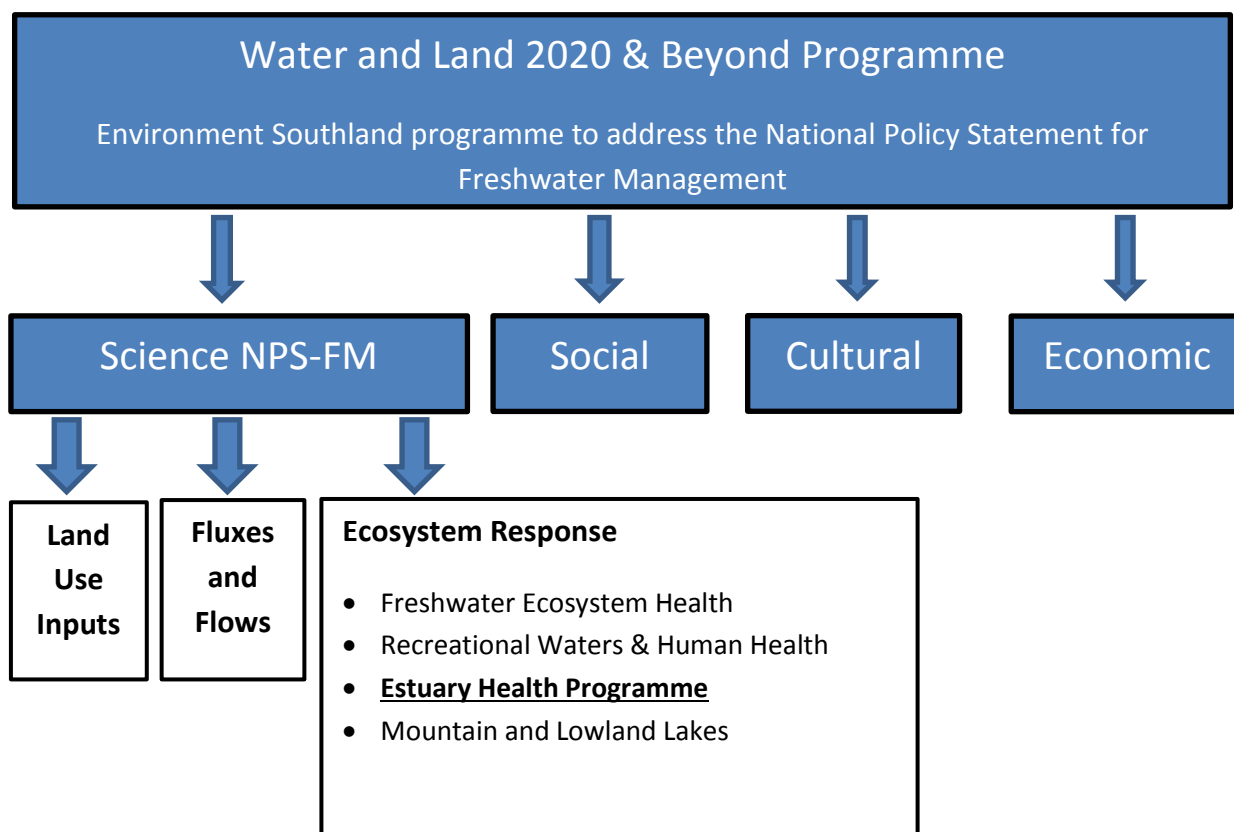 Water and Land 2020 & Beyond Programme
Environment Southland programme to address the National Policy Statement for
Freshwater Management
Science NPS-FM
Social
Cultural
Economic
Land
Use
Inputs
Fluxes
and
Flows
Ecosystem Response
• Freshwater Ecosystem Health
• Recreational Waters & Human Health
• Estuary Health Programme
• Mountain and Lowland Lakes